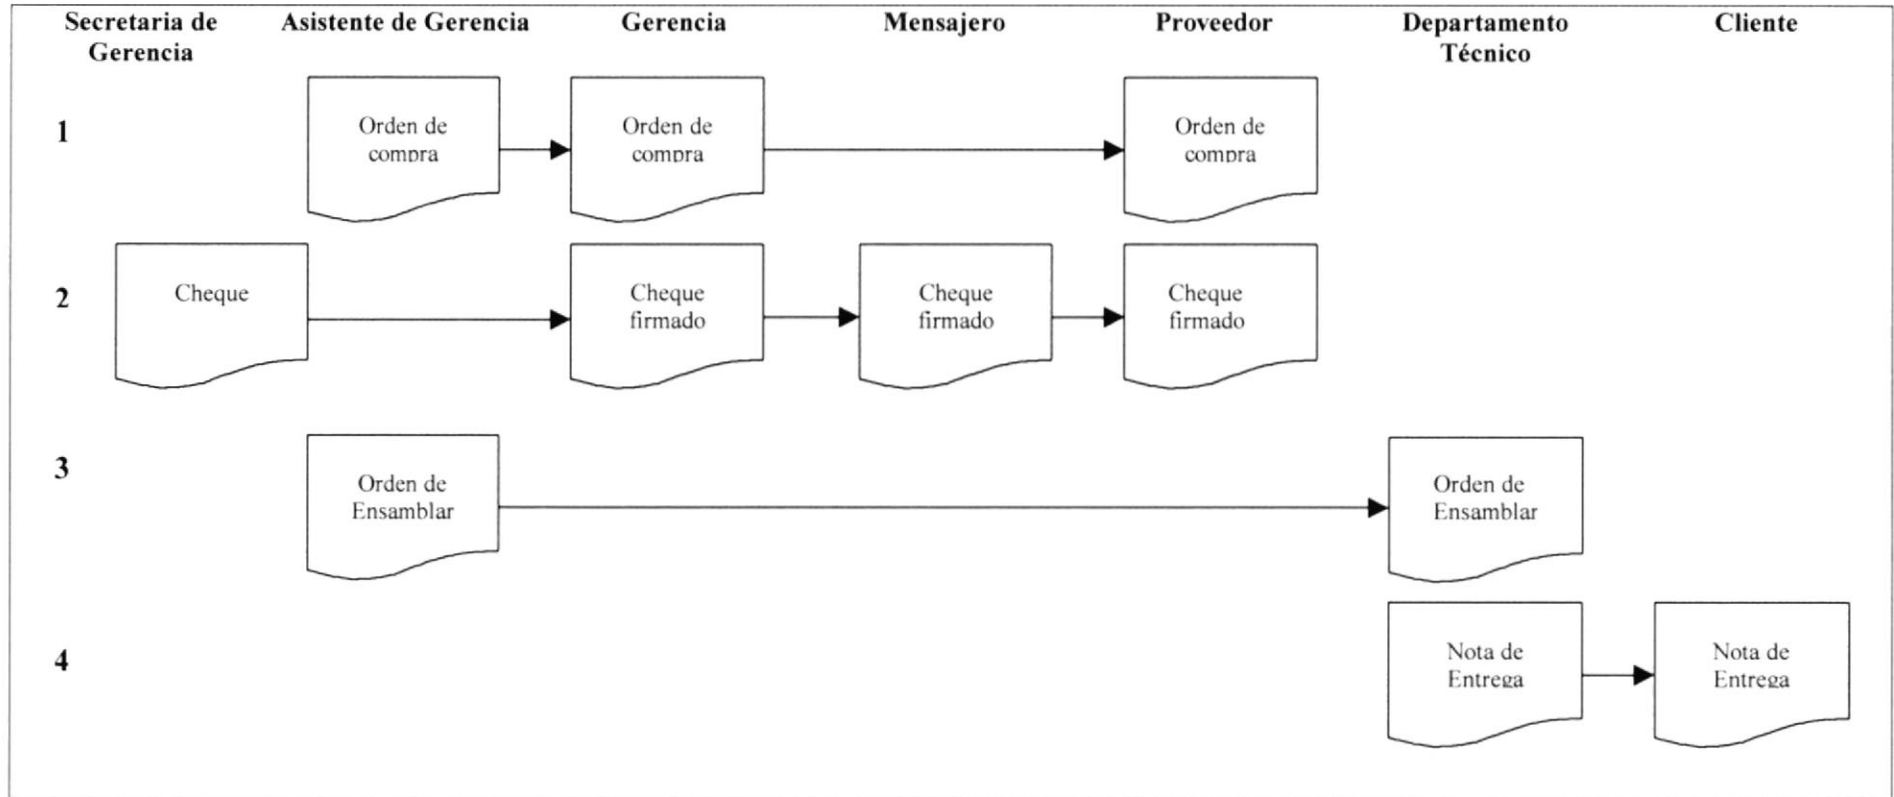 Secretaria de
Gerencia
Asistente de Gerencia
Gerencia
Mensajero
Proveedor
Departamento
Técnico
Cliente
1
Orden de
compra
Orden de
compra
Orden de
compra
2
Cheque
Cheque
firmado
Cheque
firmado
Cheque
firmado
3
Orden de
Ensamblar
Orden de
Ensamblar
4
Nota de
Entrega
Nota de
Entrega